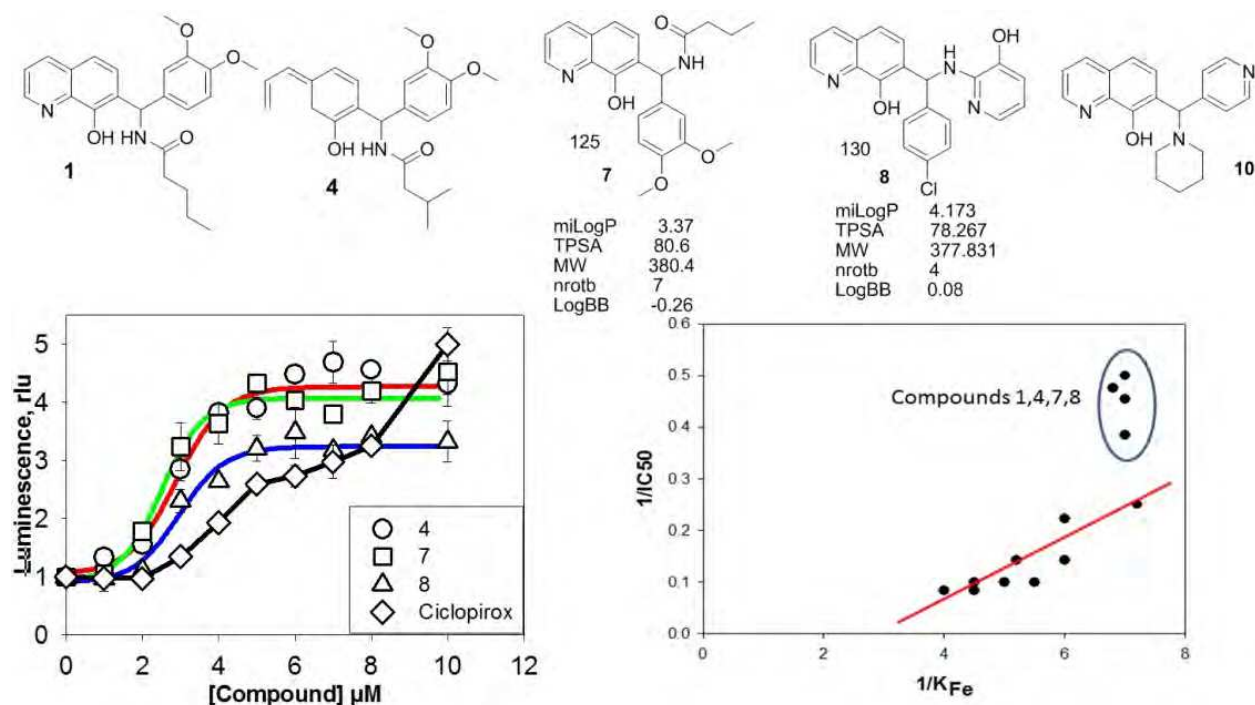 O
O
N
OH
HN
O
1
O
O
OH
HN
O
4
O
N
NH
OH
125
O
O
7
miLogP 3.37
TPSA 80.6
MW 380.4
nrotb 7
LogBB -0.26
OH
H
N
N
OH
N
130
Cl
8
miLogP 4.173
TPSA 78.267
MW 377.831
nrotb 4
LogBB 0.08
N
N
OH
N
10
Luminescence, rlu
5
4
3
2
1
0
4
7
8
Ciclopirox
0 2 4 6 8 10 12
[Compound] µM
1/IC50
0.6
0.5
0.4
0.3
0.2
0.1
0.0
Compounds 1,4,7,8
0 2 4 6 8
1/KFe